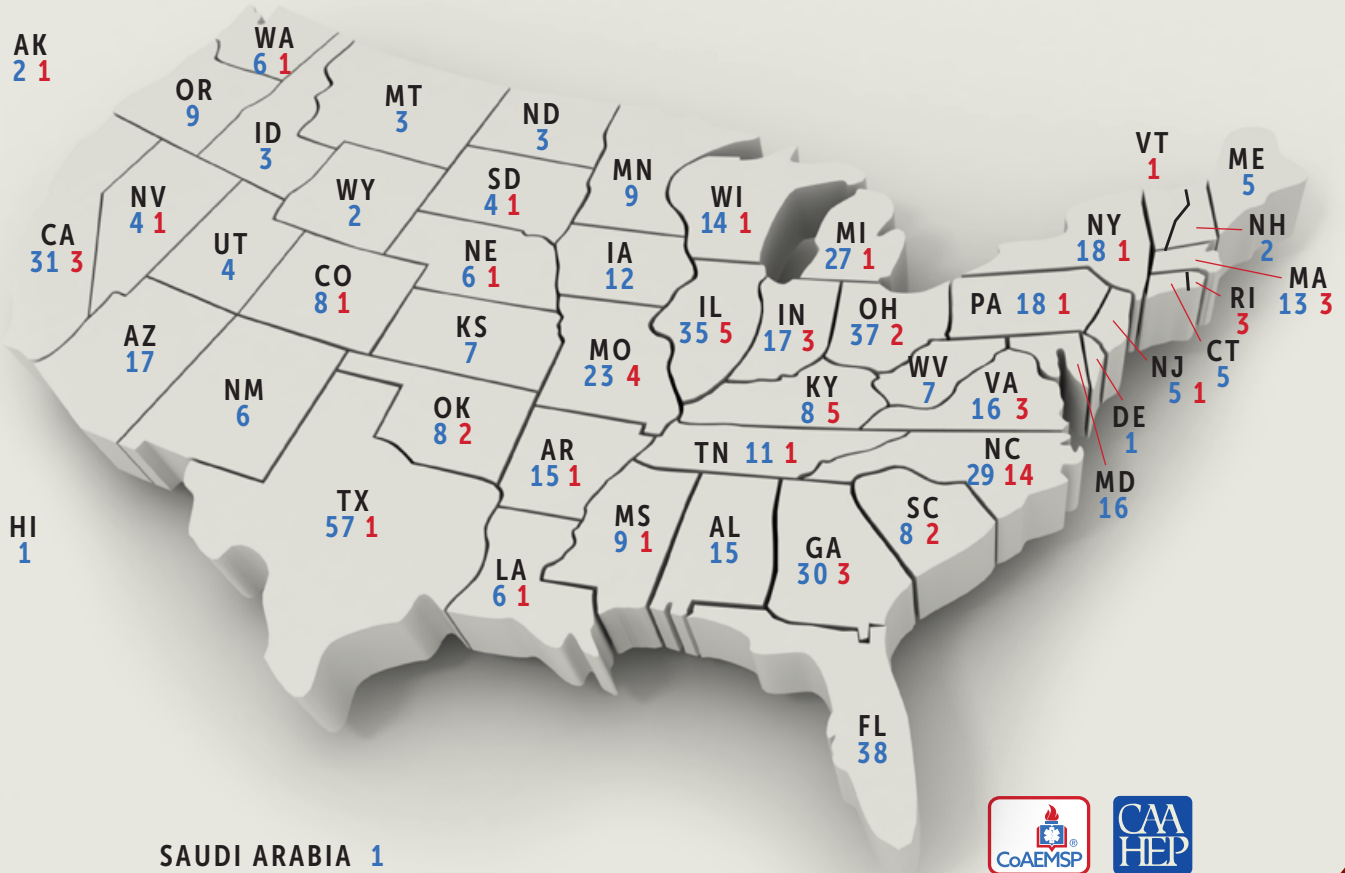 AK
2 1
WA
6 1
OR
9
ID
3
MT
3
ND
3
MN
9
WI
14 1
MI
27 1
VT
1
ME
5
NY
18 1
NH
2
MA
13 3
RI
3
CT
5
NJ
5 1
DE
1
MD
16
PA 18 1
CA
31 3
NV
4 1
UT
4
WY
2
SD
4 1
NE
6 1
IA
12
CO
8 1
KS
7
IL
35 5
IN
17 3
OH
37 2
WV
7
VA
16 3
KY
8 5
MO
23 4
AZ
17
NM
6
OK
8 2
AR
15 1
TN 11 1
NC
29 14
SC
8 2
TX
57 1
LA
6 1
MS
9 1
AL
15
GA
30 3
HI
1
FL
38
SAUDI ARABIA 1
CoAEMSP ®
CAA
HEP